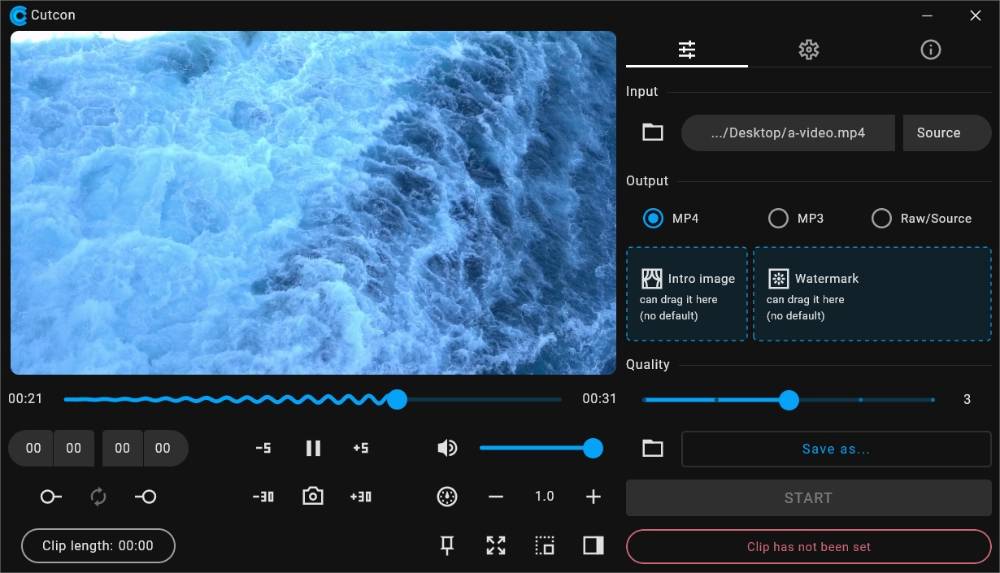 Cutcon
Input
.../Desktop/a-video.mp4 Source
Output
MP4 MP3 Raw/Source
Intro image
can drag it here
(no default)
Watermark
can drag it here
(no default)
Quality
00:21 00:31 3
00 00 00 00 -5 +5 Save as...
-30 +30 1.0 START
Clip length: 00:00 Clip has not been set